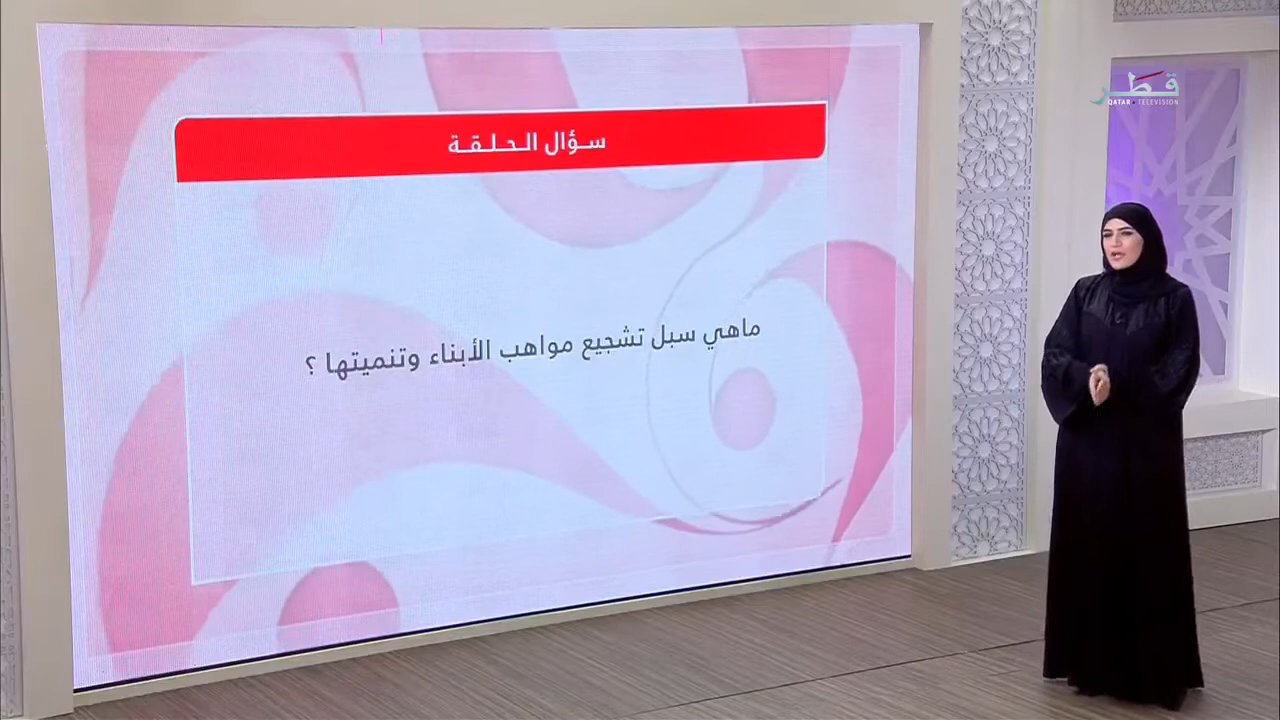 سؤال الحلقة
ماهي سبل تشجيع مواهب الأبناء وتنميتها ؟
قطر
QATAR TELEVISION